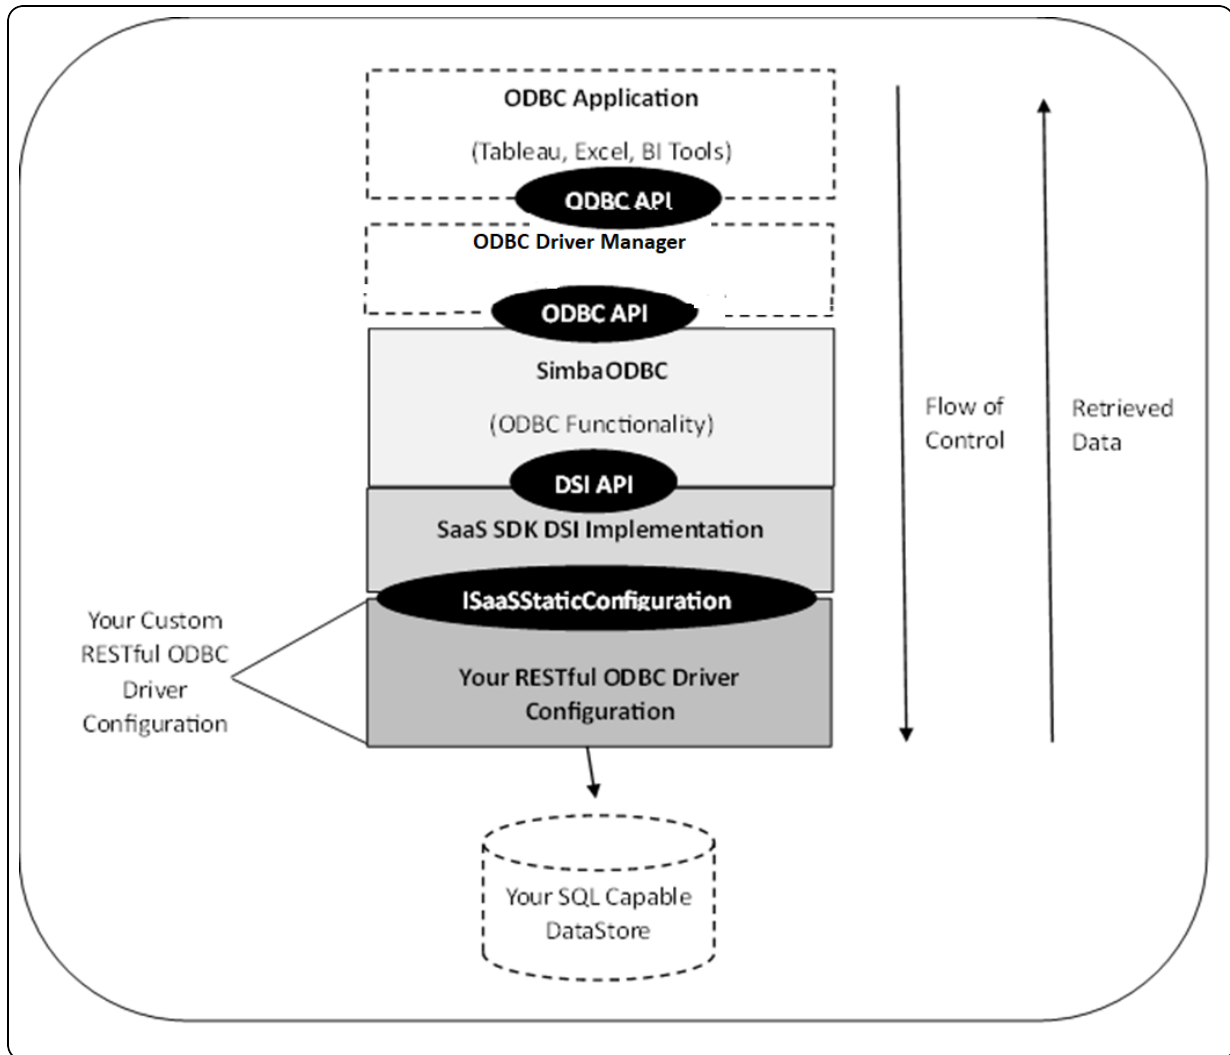 ODBC Application
(Tableau, Excel, BI Tools)
ODBC API
ODBC Driver Manager
ODBC API
SimbaODBC
(ODBC Functionality)
DSI API
SaaS SDK DSI Implementation
ISaaSStaticConfiguration
Your RESTful ODBC Driver
Configuration
Your Custom
RESTful ODBC
Driver
Configuration
Flow of
Control
Retrieved
Data
Your SQL Capable
DataStore